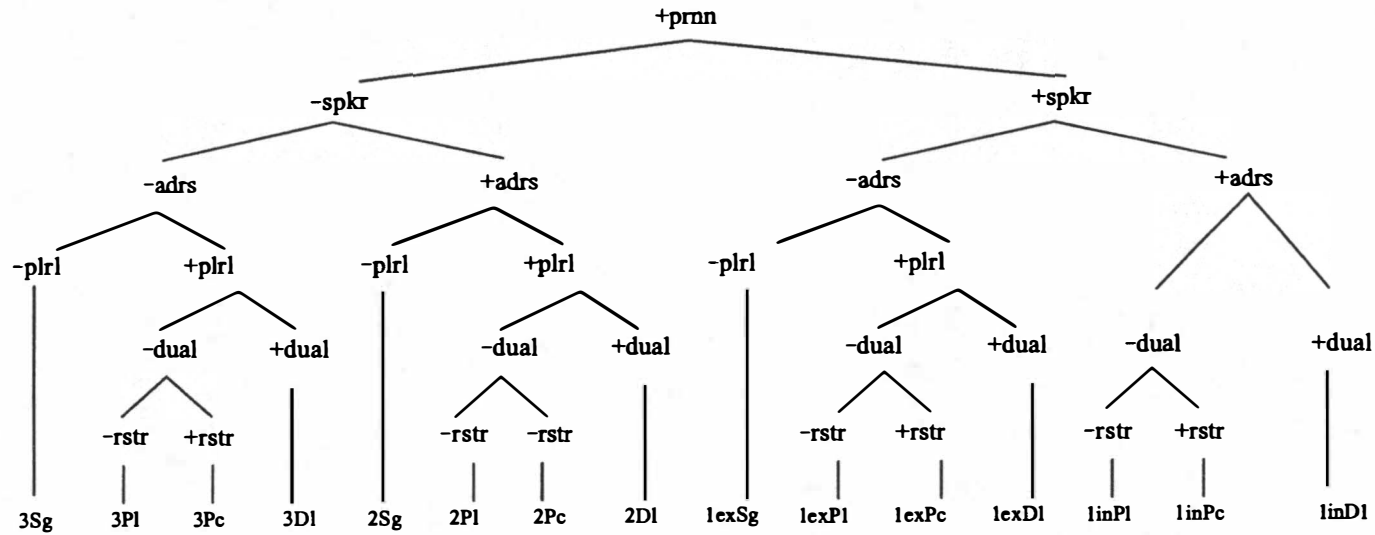 +prnn
-spkr +spkr
-adrs +adrs -adrs +adrs
-plrl +plrl -plrl +plrl -plrl +plrl
-dual +dual -dual +dual -dual +dual -dual +dual
-rstr +rstr -rstr -rstr -rstr +rstr -rstr +rstr
3Sg 3Pl 3Pc 3Dl 2Sg 2Pl 2Pc 2Dl 1exSg 1exPl 1exPc 1exDl 1inPl 1inPc 1inDl